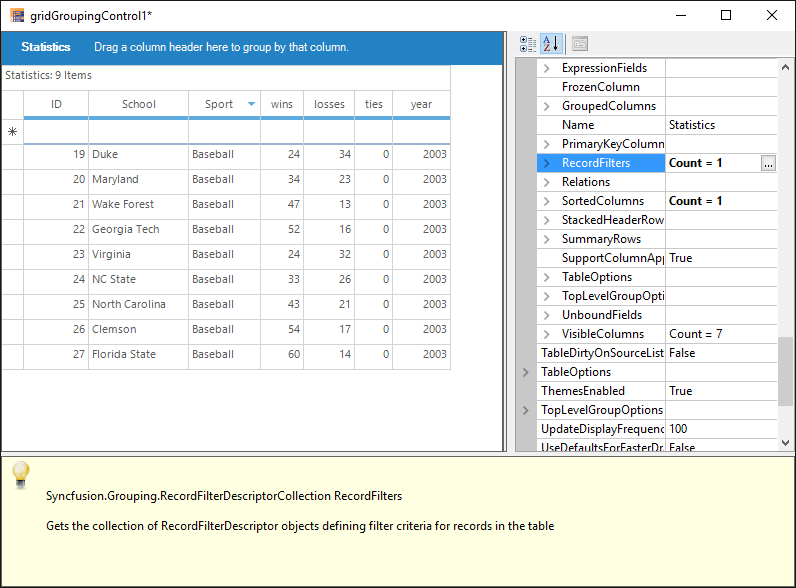 gridGroupingControl1*
Statistics Drag a column header here to group by that column.
Statistics: 9 Items
ID School Sport wins losses ties year
19 Duke Baseball 24 34 0 2003
20 Maryland Baseball 34 23 0 2003
21 Wake Forest Baseball 47 13 0 2003
22 Georgia Tech Baseball 52 16 0 2003
23 Virginia Baseball 24 32 0 2003
24 NC State Baseball 33 26 0 2003
25 North Carolina Baseball 43 21 0 2003
26 Clemson Baseball 54 17 0 2003
27 Florida State Baseball 60 14 0 2003
ExpressionFields
FrozenColumn
GroupedColumns
Name Statistics
PrimaryKeyColumn
RecordFilters Count = 1 ...
Relations
SortedColumns Count = 1
StackedHeaderRow
SummaryRows
SupportColumnApp True
TableOptions
TopLevelGroupOpti
UnboundFields
VisibleColumns Count = 7
TableDirtyOnSourceList False
TableOptions
ThemesEnabled True
TopLevelGroupOptions
UpdateDisplayFrequenc 100
UseDefaultsForFasterDr False
Syncfusion.Grouping.RecordFilterDescriptorCollection RecordFilters
Gets the collection of RecordFilterDescriptor objects defining filter criteria for records in the table